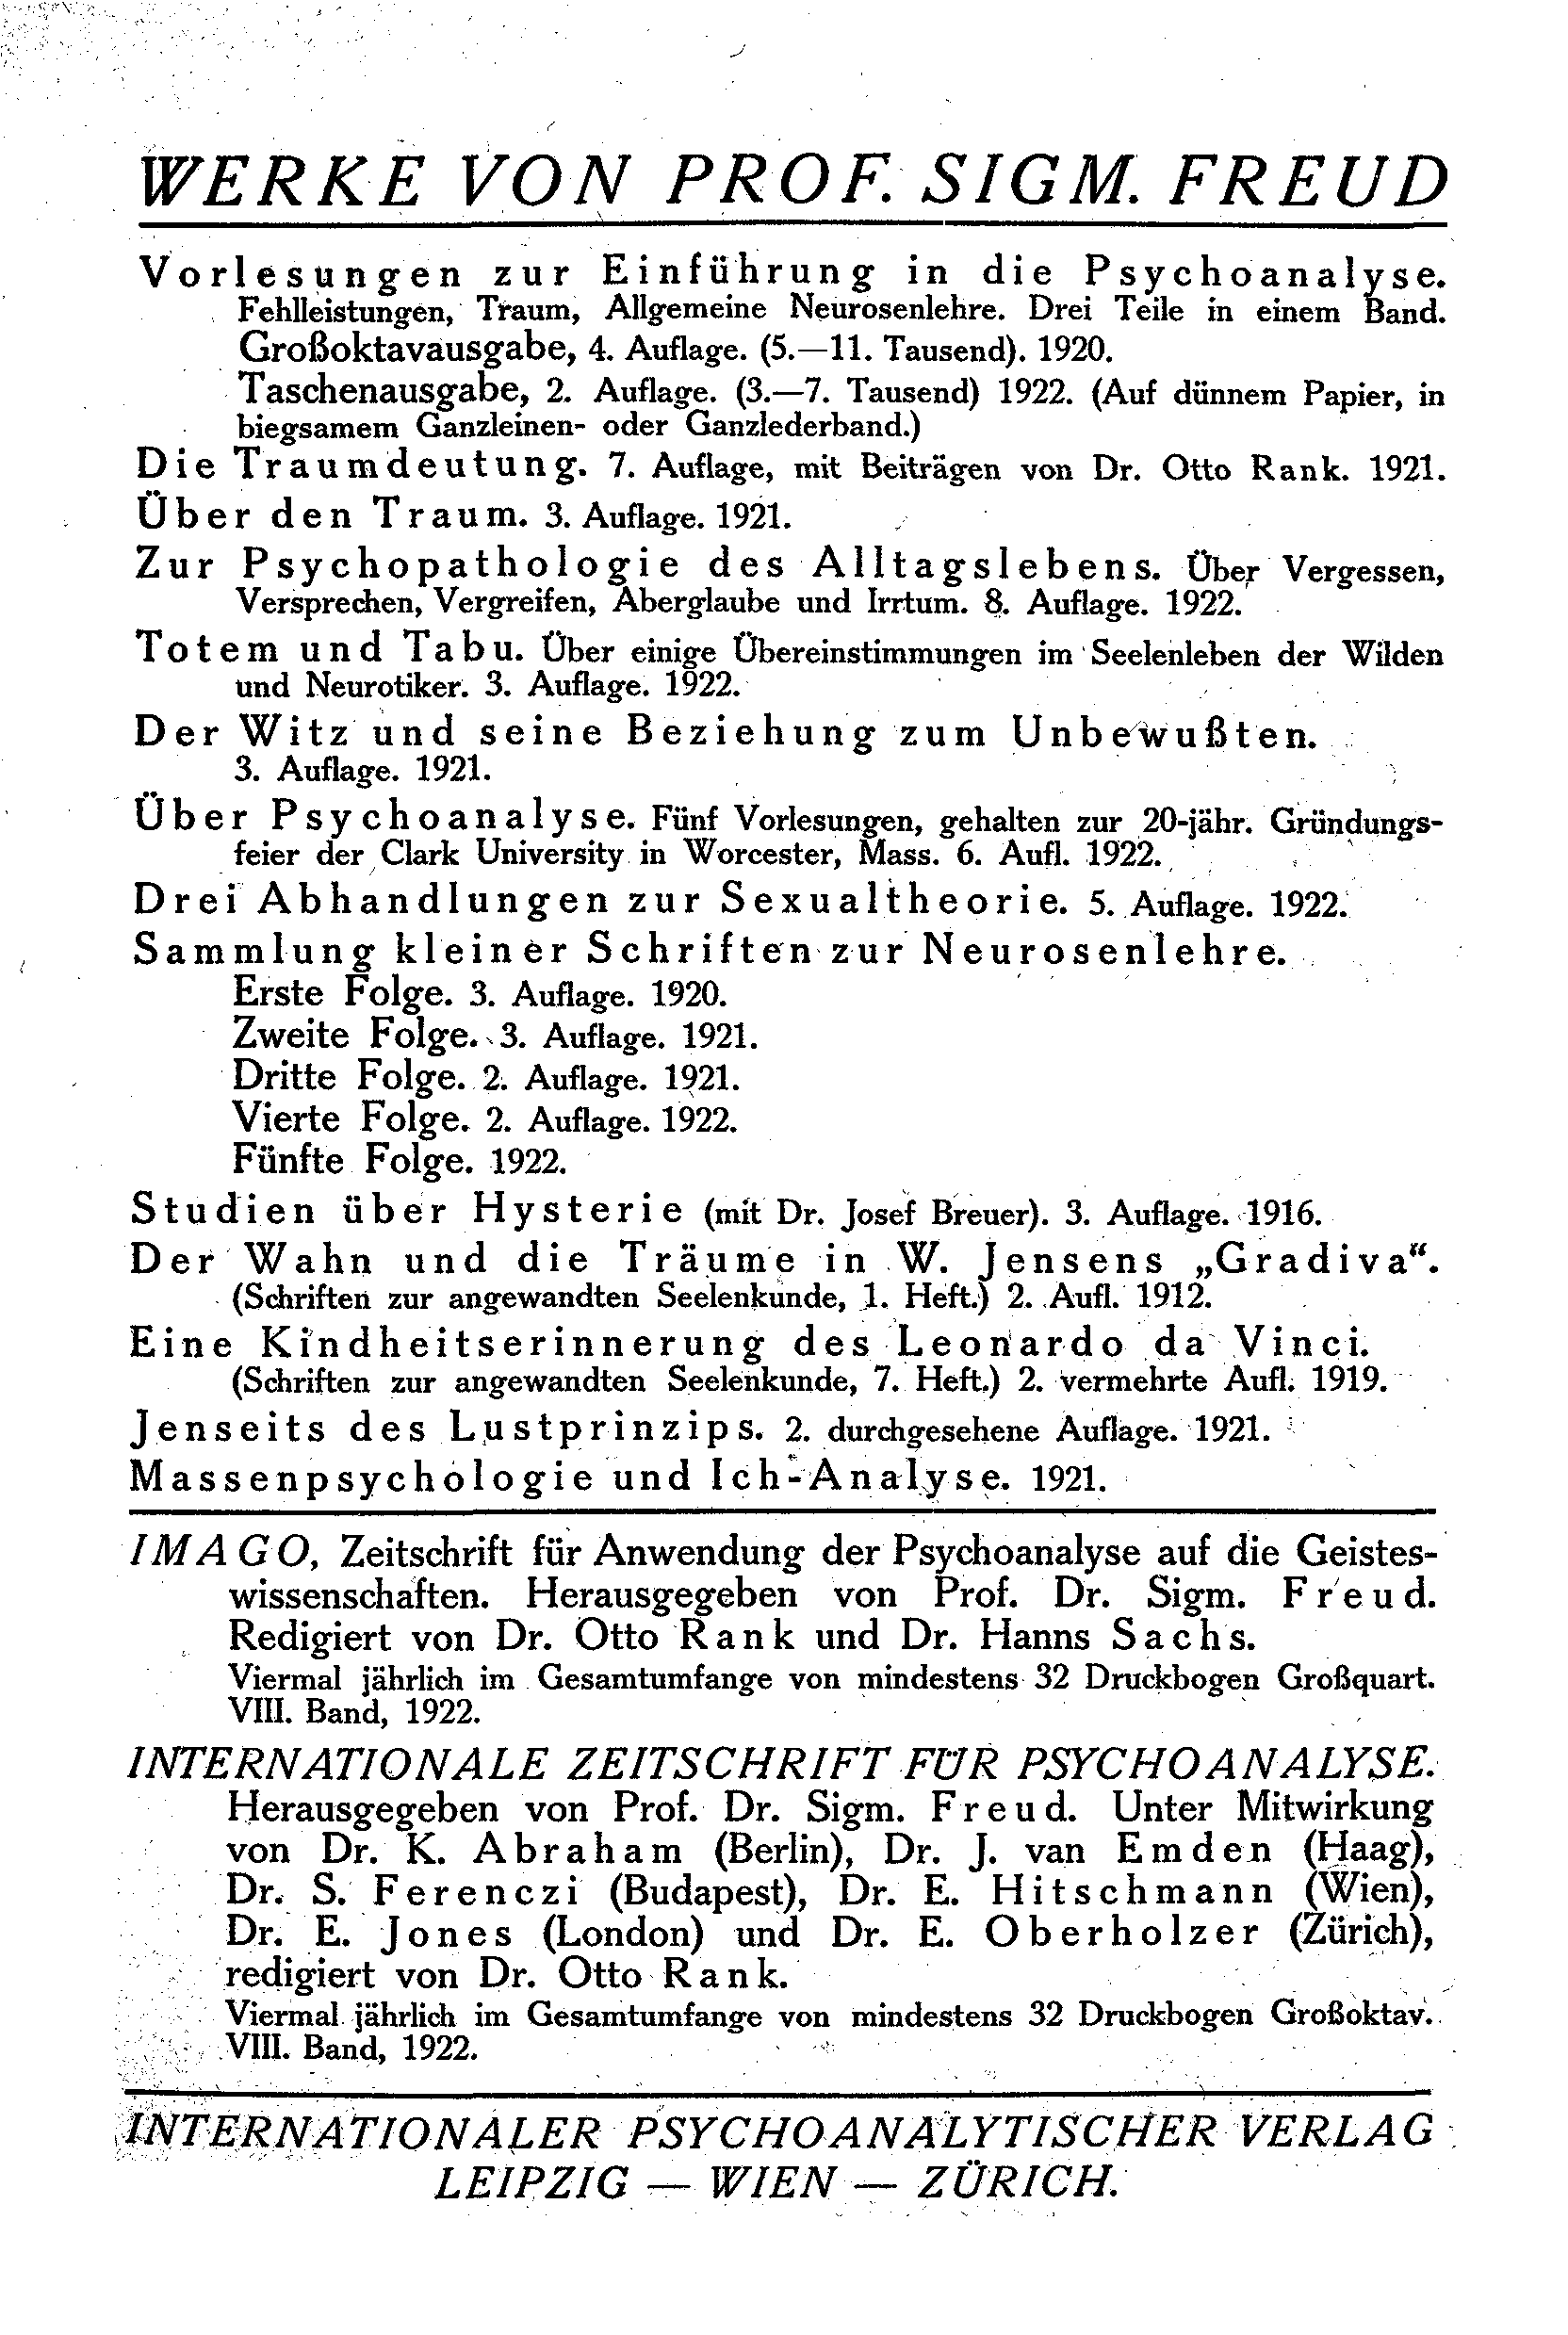 WERKE VON PROF. SIGM. FREUD
Vorlesungen zur Einführung in die Psychoanalyse.
Fehlleistungen, Traum, Allgemeine Neurosenlehre. Drei Teile in einem Band.
Großoktavausgabe, 4. Auflage. (5.—11. Tausend). 1920.
Taschenausgabe, 2. Auflage. (3.—7. Tausend) 1922. (Auf dünnem Papier, in
biegsamem Ganzleinen- oder Ganzlederband.)
Die Traumdeutung. 7. Auflage, mit Beiträgen von Dr. Otto Rank. 1921.
Über den Traum. 3. Auflage. 1921.
Zur Psychopathologie des Alltagslebens. Über Vergessen,
Versprechen, Vergreifen, Aberglaube und Irrtum. 8. Auflage. 1922.
Totem und Tabu. Über einige Übereinstimmungen im Seelenleben der Wilden
und Neurotiker. 3. Auflage. 1922.
Der Witz und seine Beziehung zum Unbewußten.
3. Auflage. 1921.
Über Psychoanalyse. Fünf Vorlesungen, gehalten zur 20-jähr. Gründungs-
feier der Clark University in Worcester, Mass. 6. Aufl. 1922.
Drei Abhandlungen zur Sexualtheorie. 5. Auflage. 1922.
Sammlung kleiner Schriften zur Neurosenlehre.
Erste Folge. 3. Auflage. 1920.
Zweite Folge. 3. Auflage. 1921.
Dritte Folge. 2. Auflage. 1921.
Vierte Folge. 2. Auflage. 1922.
Fünfte Folge. 1922.
Studien über Hysterie (mit Dr. Josef Breuer). 3. Auflage. 1916.
Der Wahn und die Träume in W. Jensens „Gradiva“.
(Schriften zur angewandten Seelenkunde, 1. Heft.) 2. Aufl. 1912.
Eine Kindheitserinnerung des Leonardo da Vinci.
(Schriften zur angewandten Seelenkunde, 7. Heft.) 2. vermehrte Aufl. 1919.
Jenseits des Lustprinzips. 2. durchgesehene Auflage. 1921.
Massenpsychologie und Ich-Analyse. 1921.
IMAGO, Zeitschrift für Anwendung der Psychoanalyse auf die Geistes-
wissenschaften. Herausgegeben von Prof. Dr. Sigm. Freud.
Redigiert von Dr. Otto Rank und Dr. Hanns Sachs.
Viermal jährlich im Gesamtumfange von mindestens 32 Druckbogen Großquart.
VIII. Band, 1922.
INTERNATIONALE ZEITSCHRIFT FÜR PSYCHOANALYSE.
Herausgegeben von Prof. Dr. Sigm. Freud. Unter Mitwirkung
von Dr. K. Abraham (Berlin), Dr. J. van Emden (Haag),
Dr. S. Ferenczi (Budapest), Dr. E. Hitschmann (Wien),
Dr. E. Jones (London) und Dr. E. Oberholzer (Zürich),
redigiert von Dr. Otto Rank.
Viermal jährlich im Gesamtumfange von mindestens 32 Druckbogen Großoktav.
VIII. Band, 1922.
INTERNATIONALER PSYCHOANALYTISCHER VERLAG
LEIPZIG — WIEN — ZÜRICH.